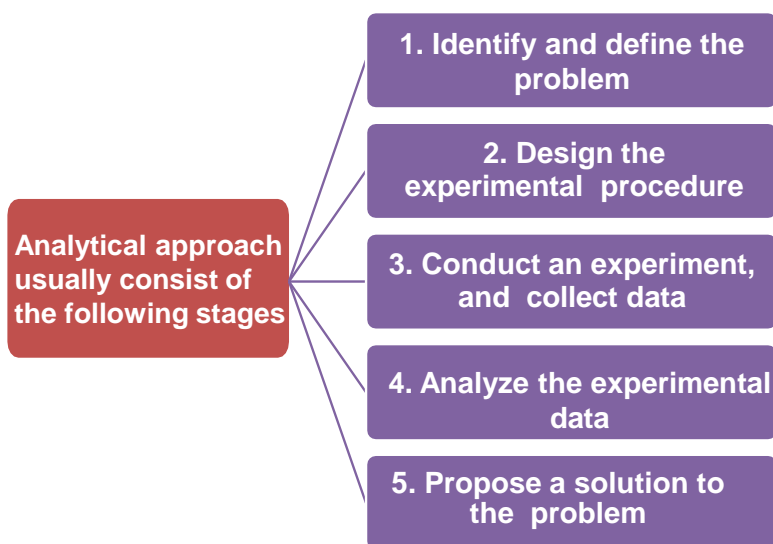 Analytical approach
usually consist of
the following stages
1. Identify and define the
problem
2. Design the
experimental procedure
3. Conduct an experiment,
and collect data
4. Analyze the experimental
data
5. Propose a solution to
the problem